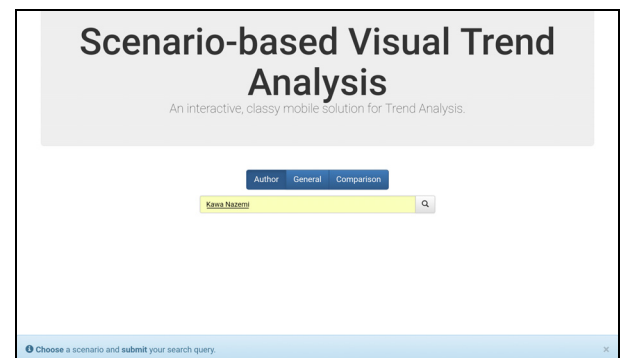 Scenario-based Visual Trend
Analysis
An interactive, classy mobile solution for Trend Analysis.
Author General Comparison
Kawa Nazemi
Choose a scenario and submit your search query. ×